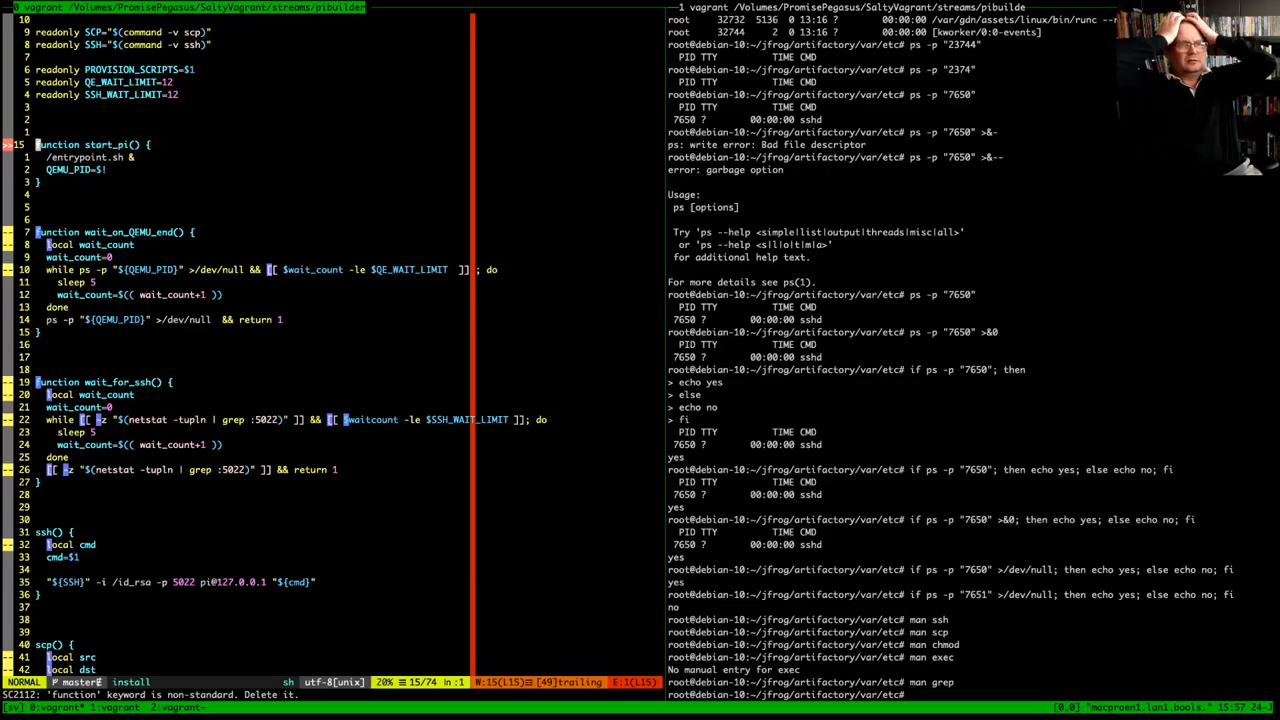 0 vagrant /Volumes/PromisePegasus/SaltyVagrant/streams/pibuilder
10
9 readonly SCP="$(command -v scp)"
8 readonly SSH="$(command -v ssh)"
7
6 readonly PROVISION_SCRIPTS=$1
5 readonly QE_WAIT_LIMIT=12
4 readonly SSH_WAIT_LIMIT=12
3
2
1
>>15 function start_pi() {
1 /entrypoint.sh &
2 QEMU_PID=$!
3 }
4
5
6
-- 7 function wait_on_QEMU_end() {
-- 8 local wait_count
9 wait_count=0
-- 10 while ps -p "${QEMU_PID}" >/dev/null && [[ $wait_count -le $QE_WAIT_LIMIT ]] ; do
11 sleep 5
12 wait_count=$(( wait_count+1 ))
13 done
14 ps -p "${QEMU_PID}" >/dev/null && return 1
15 }
16
17
18
-- 19 function wait_for_ssh() {
-- 20 local wait_count
21 wait_count=0
-- 22 while [[ -z "$(netstat -tupln | grep :5022)" ]] && [[ $waitcount -le $SSH_WAIT_LIMIT ]]; do
23 sleep 5
24 wait_count=$(( wait_count+1 ))
25 done
-- 26 [[ -z "$(netstat -tupln | grep :5022)" ]] && return 1
27 }
28
29
30
31 ssh() {
-- 32 local cmd
33 cmd=$1
34
35 "${SSH}" -i /id_rsa -p 5022 pi@127.0.0.1 "${cmd}"
36 }
37
38
39
40 scp() {
-- 41 local src
-- 42 local dst
NORMAL master install sh utf-8[unix] 20% 15/74 ln :1 W:15(L15) [49]trailing E:1(L15)
SC2112: 'function' keyword is non-standard. Delete it.
1 vagrant /Volumes/PromisePegasus/SaltyVagrant/streams/pibuilde
root 32732 5136 0 13:16 ? 00:00:00 /var/gdn/assets/linux/bin/runc --r
root 32744 2 0 13:16 ? 00:00:00 [kworker/0:0-events]
root@debian-10:~/jfrog/artifactory/var/etc# ps -p "23744"
PID TTY TIME CMD
root@debian-10:~/jfrog/artifactory/var/etc# ps -p "2374"
PID TTY TIME CMD
root@debian-10:~/jfrog/artifactory/var/etc# ps -p "7650"
PID TTY TIME CMD
7650 ? 00:00:00 sshd
root@debian-10:~/jfrog/artifactory/var/etc# ps -p "7650" >&-
ps: write error: Bad file descriptor
root@debian-10:~/jfrog/artifactory/var/etc# ps -p "7650" >&--
error: garbage option

Usage:
ps [options]

Try 'ps --help <simple|list|output|threads|misc|all>'
or 'ps --help <s|l|o|t|m|a>'
for additional help text.

For more details see ps(1).
root@debian-10:~/jfrog/artifactory/var/etc# ps -p "7650"
PID TTY TIME CMD
7650 ? 00:00:00 sshd
root@debian-10:~/jfrog/artifactory/var/etc# ps -p "7650" >&0
PID TTY TIME CMD
7650 ? 00:00:00 sshd
root@debian-10:~/jfrog/artifactory/var/etc# if ps -p "7650"; then
> echo yes
> else
> echo no
> fi
PID TTY TIME CMD
7650 ? 00:00:00 sshd
yes
root@debian-10:~/jfrog/artifactory/var/etc# if ps -p "7650"; then echo yes; else echo no; fi
PID TTY TIME CMD
7650 ? 00:00:00 sshd
yes
root@debian-10:~/jfrog/artifactory/var/etc# if ps -p "7650" >&0; then echo yes; else echo no; fi
PID TTY TIME CMD
7650 ? 00:00:00 sshd
yes
root@debian-10:~/jfrog/artifactory/var/etc# if ps -p "7650" >/dev/null; then echo yes; else echo no; fi
yes
root@debian-10:~/jfrog/artifactory/var/etc# if ps -p "7651" >/dev/null; then echo yes; else echo no; fi
no
root@debian-10:~/jfrog/artifactory/var/etc# man ssh
root@debian-10:~/jfrog/artifactory/var/etc# man scp
root@debian-10:~/jfrog/artifactory/var/etc# man chmod
root@debian-10:~/jfrog/artifactory/var/etc# man exec
No manual entry for exec
root@debian-10:~/jfrog/artifactory/var/etc# man grep
root@debian-10:~/jfrog/artifactory/var/etc#
[sv] 0:vagrant* 1:vagrant 2:vagrant- [0,0] "macproen1.lan1.bools." 15:57 24-J